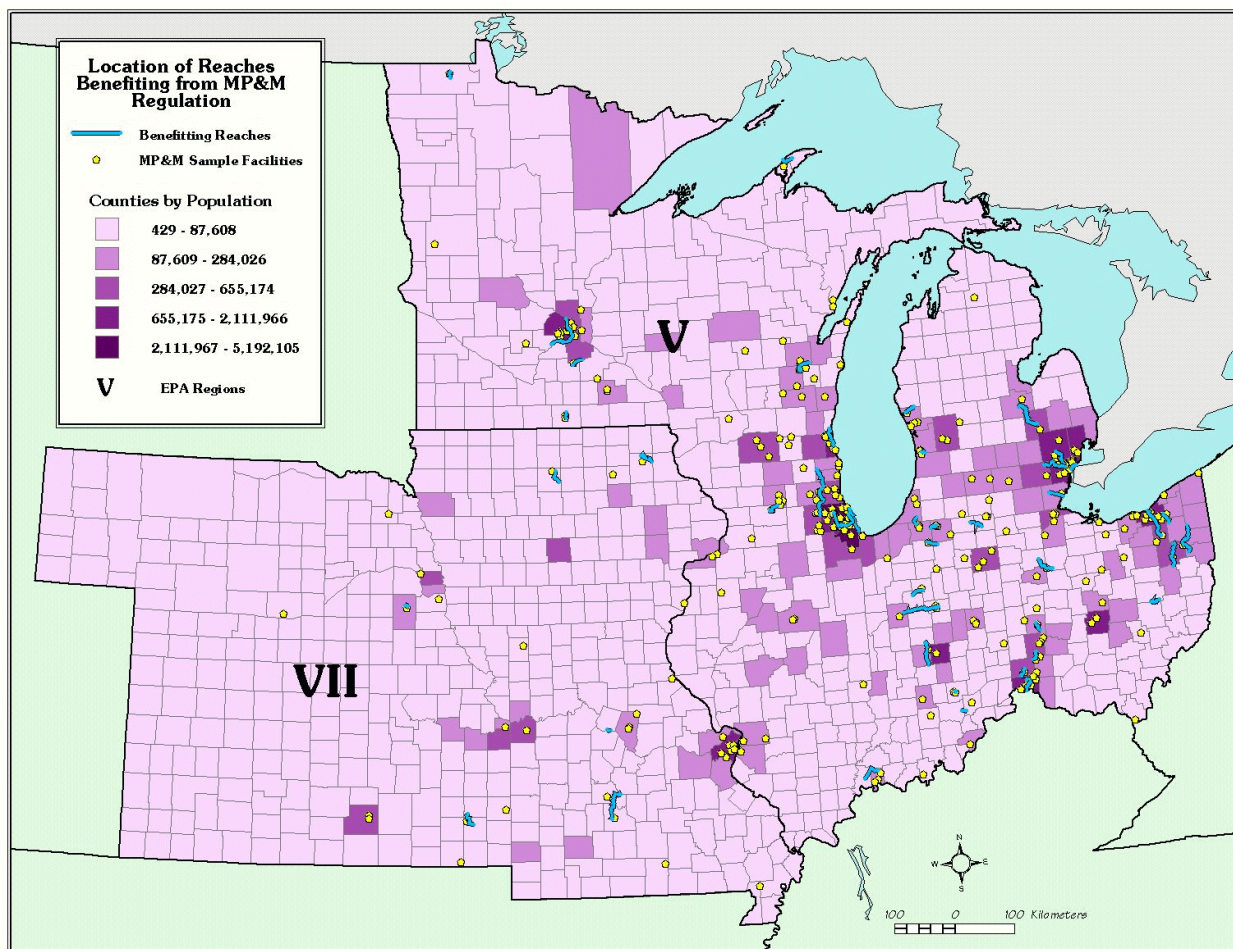 Location of Reaches
Benefiting from MP&M
Regulation
Benefitting Reaches
MP&M Sample Facilities
Counties by Population
429 - 87,608
87,609 - 284,026
284,027 - 655,174
655,175 - 2,111,966
2,111,967 - 5,192,105
V EPA Regions
V
VII
N
W E
S
100 0 100 Kilometers